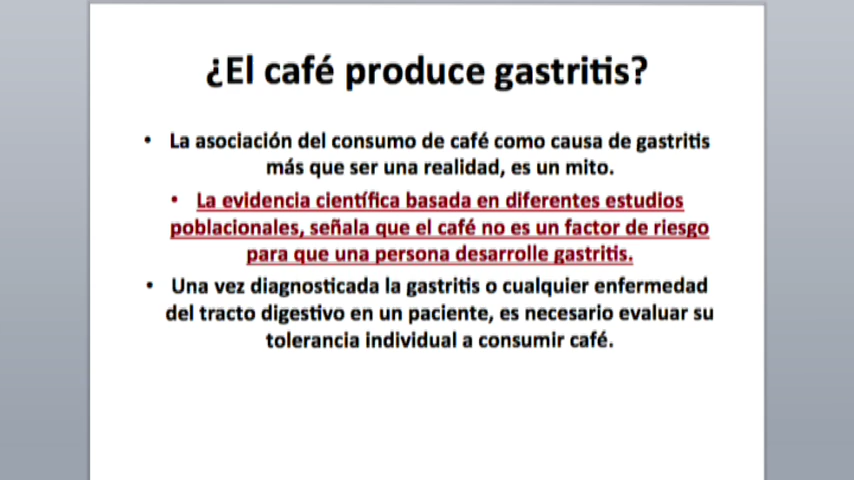 ¿El café produce gastritis?
• La asociación del consumo de café como causa de gastritis
más que ser una realidad, es un mito.
• La evidencia científica basada en diferentes estudios
poblacionales, señala que el café no es un factor de riesgo
para que una persona desarrolle gastritis.
• Una vez diagnosticada la gastritis o cualquier enfermedad
del tracto digestivo en un paciente, es necesario evaluar su
tolerancia individual a consumir café.